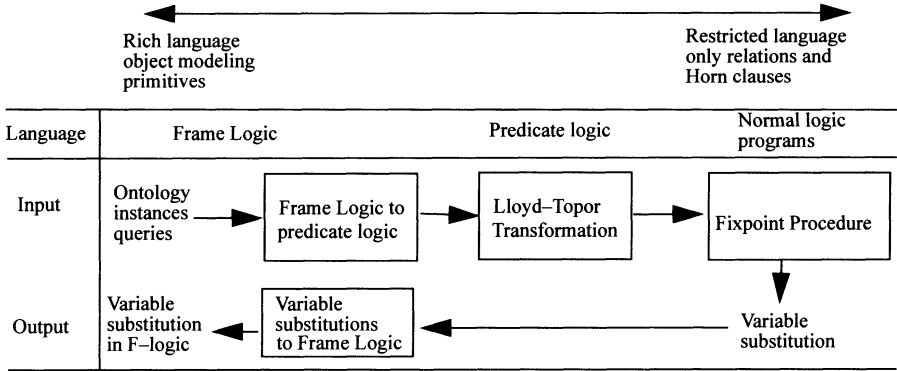 Rich language
object modeling
primitives
Restricted language
only relations and
Horn clauses
Language
Frame Logic
Predicate logic
Normal logic
programs
Input
Ontology
instances
queries
Frame Logic to
predicate logic
Lloyd–Topor
Transformation
Fixpoint Procedure
Output
Variable
substitution
in F–logic
Variable
substitutions
to Frame Logic
Variable
substitution